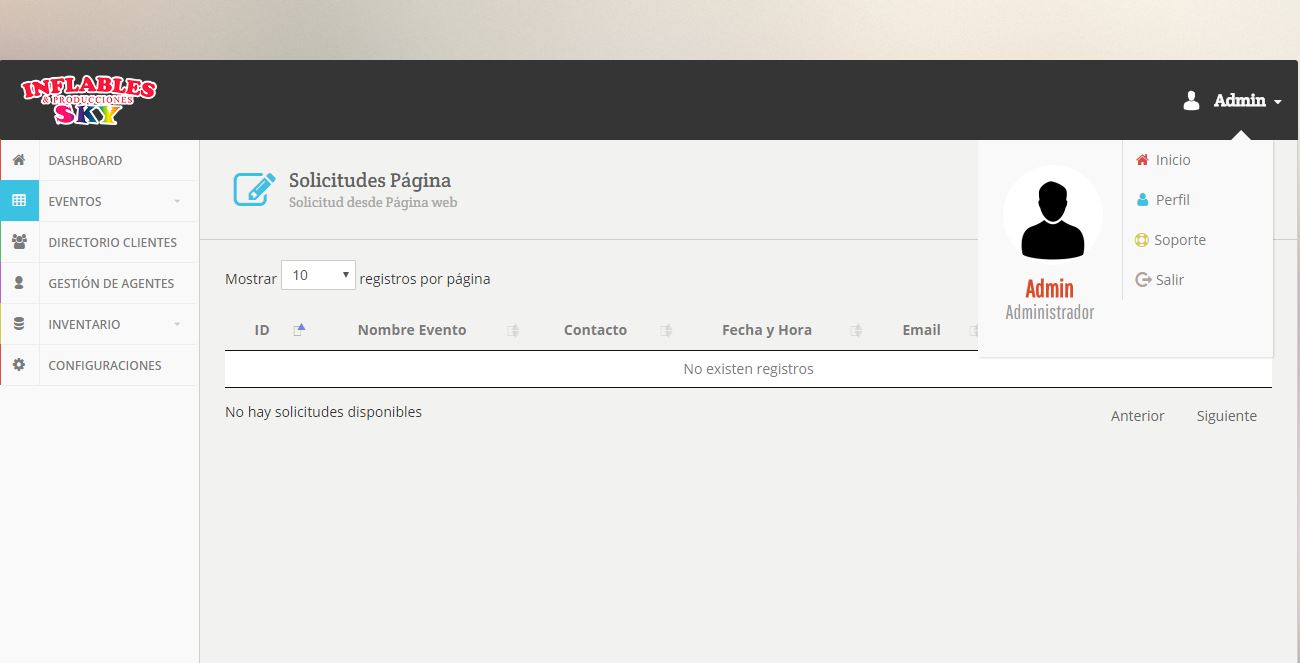 INFLABLES
& PRODUCCIONES
SKY
Admin
DASHBOARD
EVENTOS
DIRECTORIO CLIENTES
GESTIÓN DE AGENTES
INVENTARIO
CONFIGURACIONES
Solicitudes Página
Solicitud desde Página web
Inicio
Perfil
Soporte
Salir
Admin
Administrador
Mostrar 10 registros por página
ID Nombre Evento Contacto Fecha y Hora Email
No existen registros
No hay solicitudes disponibles
Anterior Siguiente